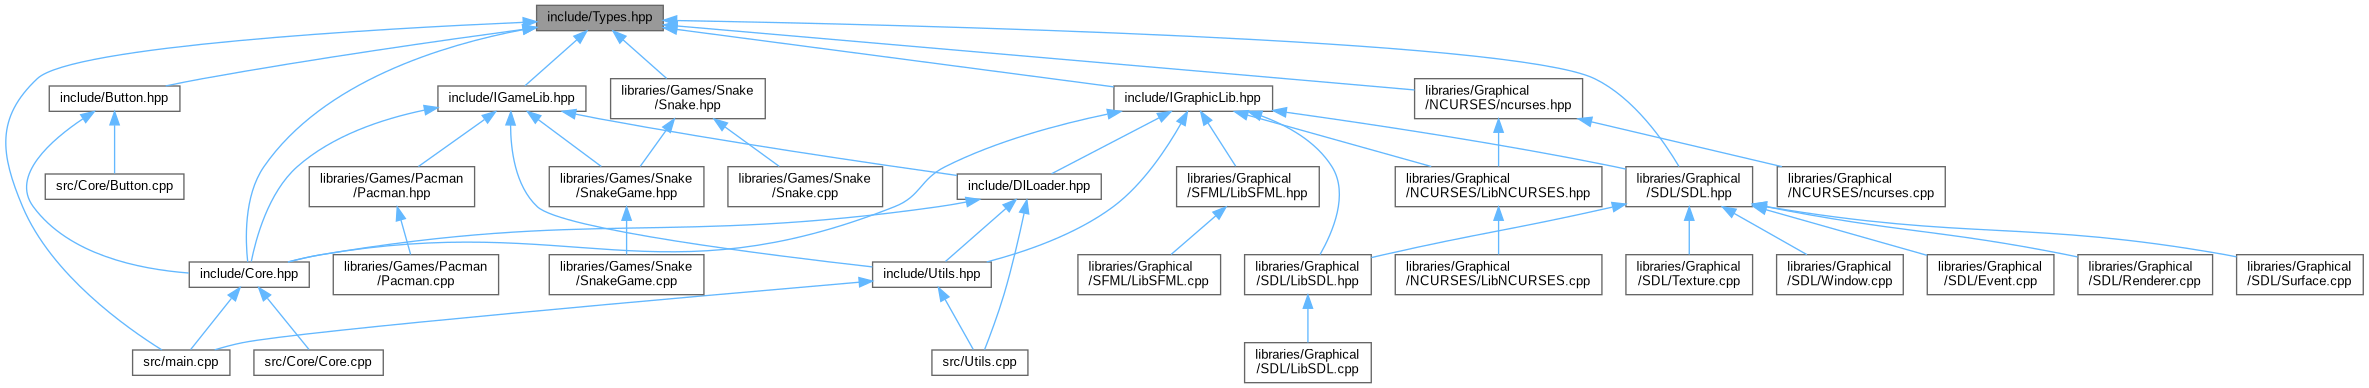 include/Types.hpp
include/Button.hpp
include/IGameLib.hpp
libraries/Games/Snake
/Snake.hpp
include/IGraphicLib.hpp
libraries/Graphical
/NCURSES/ncurses.hpp
src/Core/Button.cpp
libraries/Games/Pacman
/Pacman.hpp
libraries/Games/Snake
/SnakeGame.hpp
libraries/Games/Snake
/Snake.cpp
include/DlLoader.hpp
libraries/Graphical
/SFML/LibSFML.hpp
libraries/Graphical
/NCURSES/LibNCURSES.hpp
libraries/Graphical
/SDL/SDL.hpp
libraries/Graphical
/NCURSES/ncurses.cpp
include/Core.hpp
libraries/Games/Pacman
/Pacman.cpp
libraries/Games/Snake
/SnakeGame.cpp
include/Utils.hpp
libraries/Graphical
/SFML/LibSFML.cpp
libraries/Graphical
/SDL/LibSDL.hpp
libraries/Graphical
/NCURSES/LibNCURSES.cpp
libraries/Graphical
/SDL/Texture.cpp
libraries/Graphical
/SDL/Window.cpp
libraries/Graphical
/SDL/Event.cpp
libraries/Graphical
/SDL/Renderer.cpp
libraries/Graphical
/SDL/Surface.cpp
src/main.cpp
src/Core/Core.cpp
src/Utils.cpp
libraries/Graphical
/SDL/LibSDL.cpp